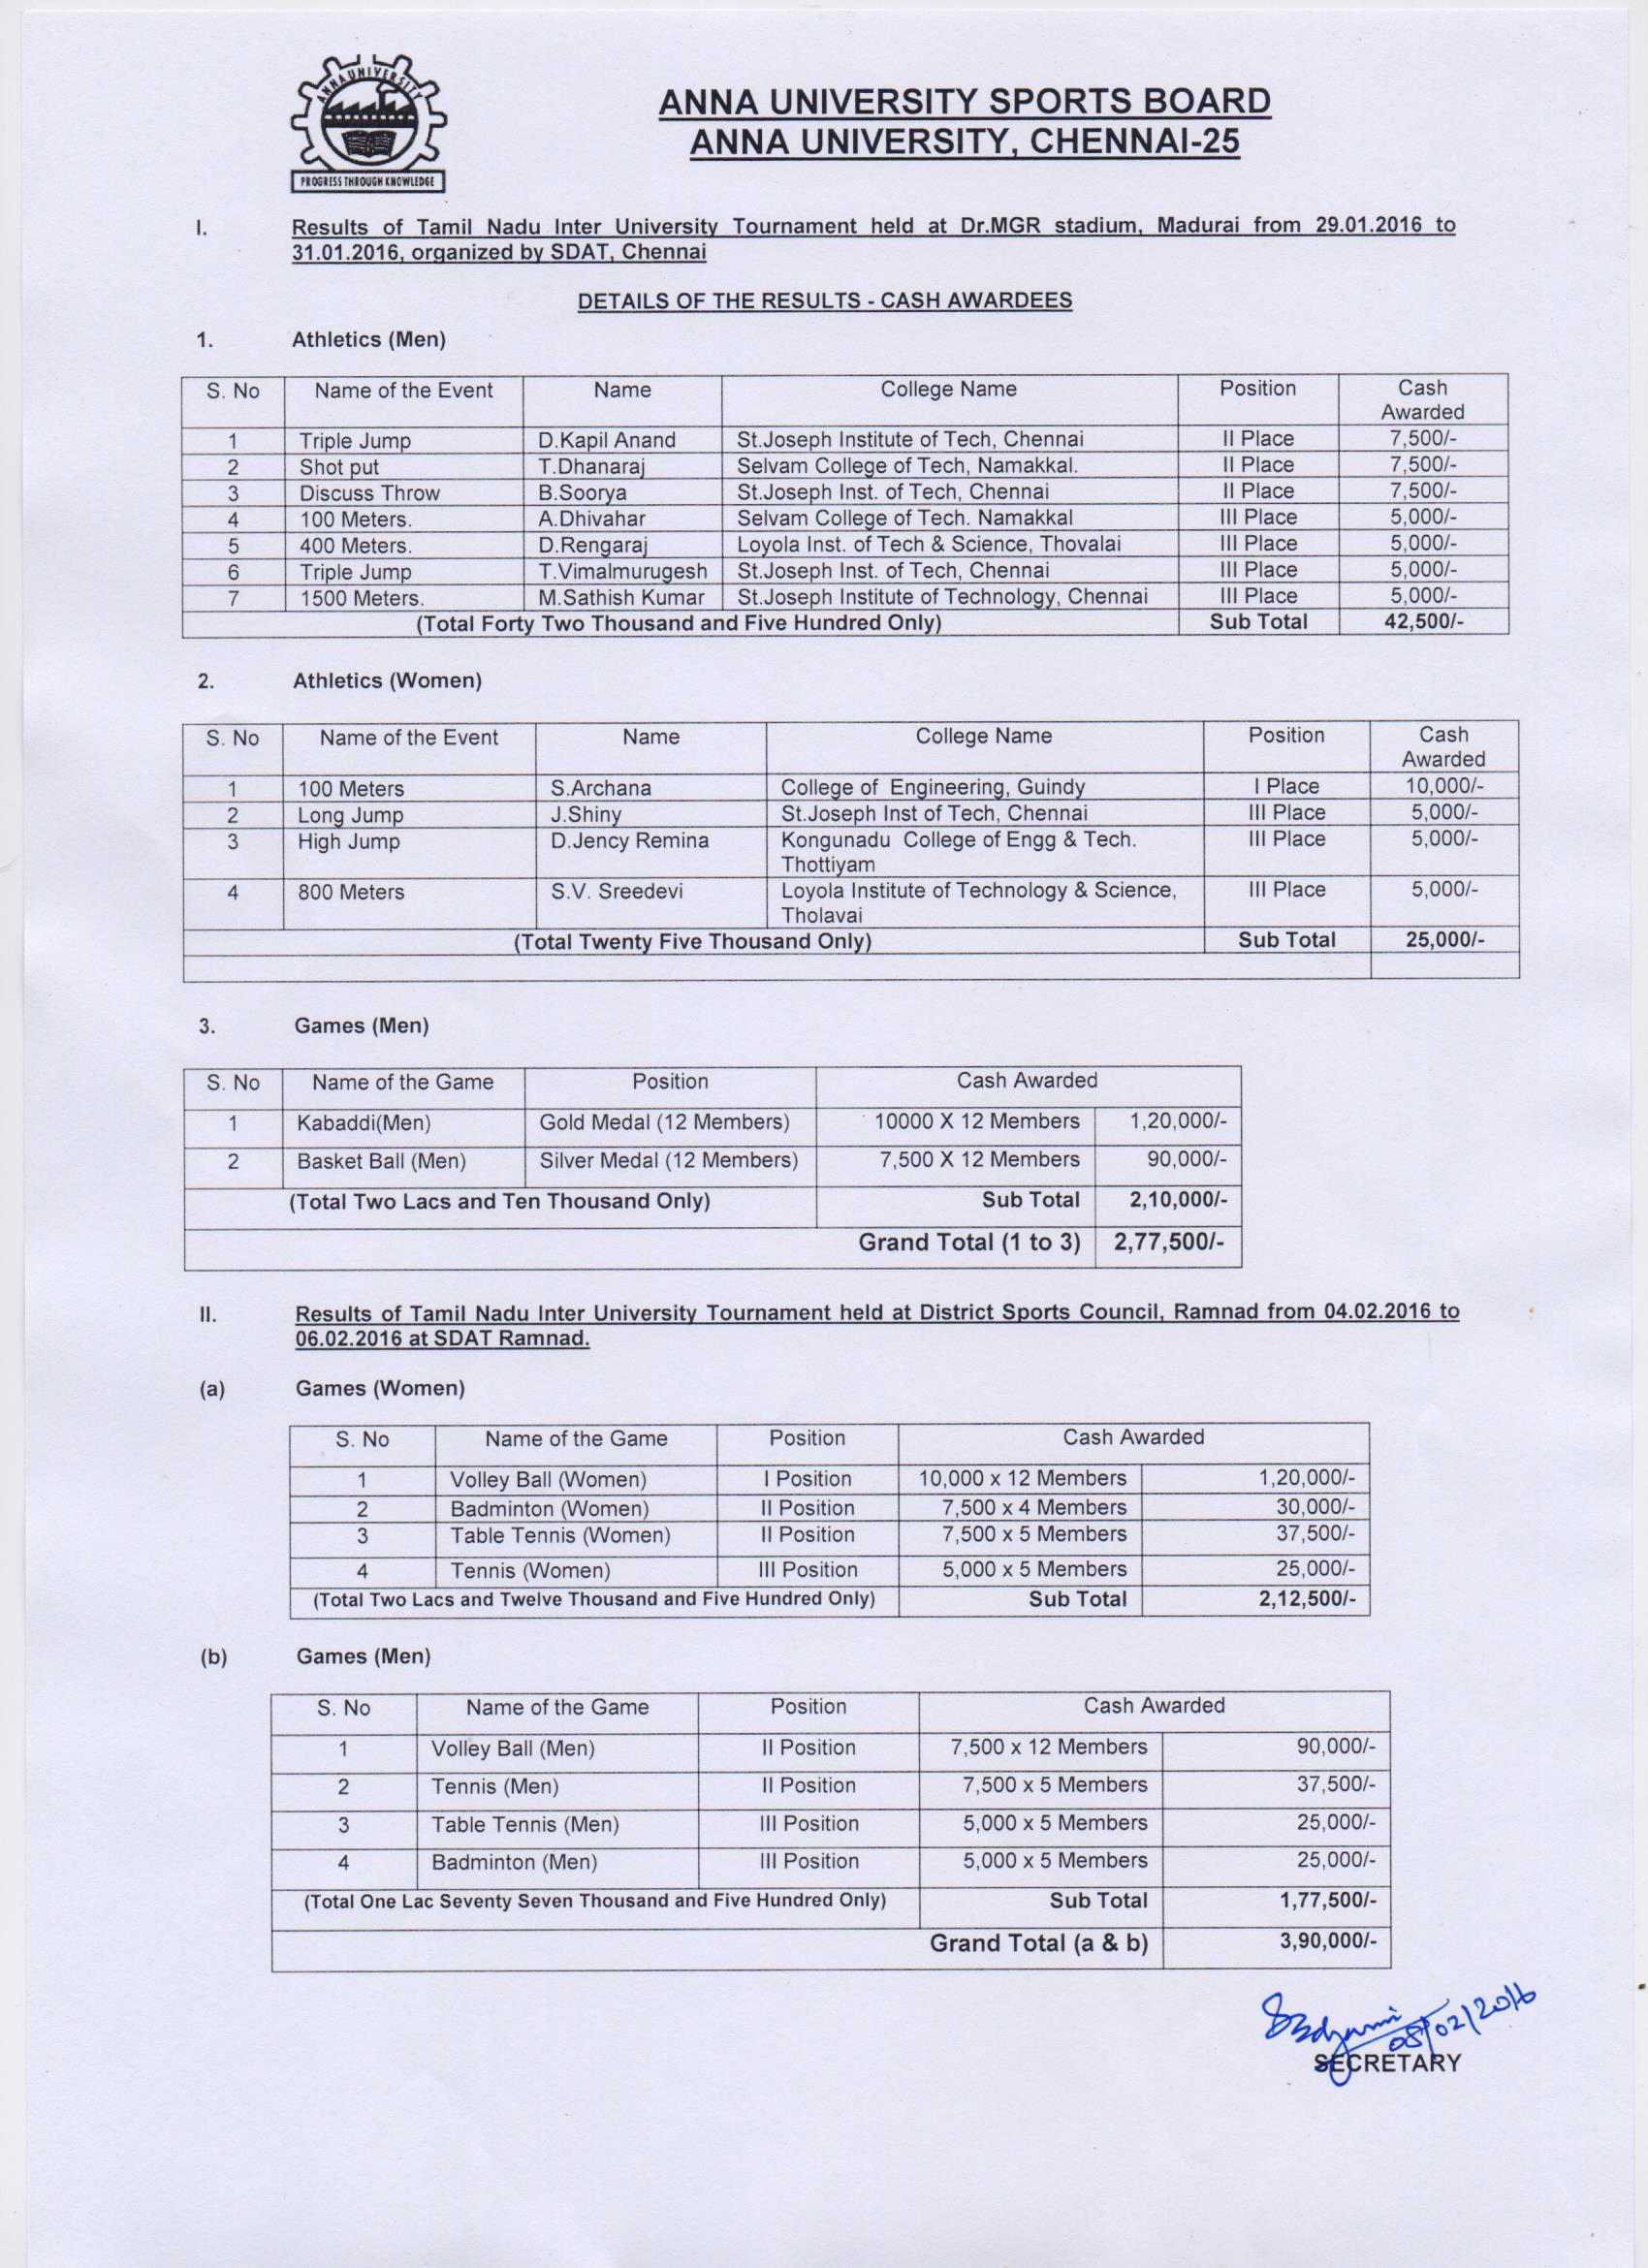 ANNA UNIVERSITY
PROGRESS THROUGH KNOWLEDGE
ANNA UNIVERSITY SPORTS BOARD
ANNA UNIVERSITY, CHENNAI-25
I. Results of Tamil Nadu Inter University Tournament held at Dr.MGR stadium, Madurai from 29.01.2016 to
31.01.2016, organized by SDAT, Chennai
DETAILS OF THE RESULTS - CASH AWARDEES
1. Athletics (Men)
S. No Name of the Event Name College Name Position Cash
Awarded
1 Triple Jump D.Kapil Anand St.Joseph Institute of Tech, Chennai II Place 7,500/-
2 Shot put T.Dhanaraj Selvam College of Tech, Namakkal. II Place 7,500/-
3 Discuss Throw B.Soorya St.Joseph Inst. of Tech, Chennai II Place 7,500/-
4 100 Meters. A.Dhivahar Selvam College of Tech. Namakkal III Place 5,000/-
5 400 Meters. D.Rengaraj Loyola Inst. of Tech & Science, Thovalai III Place 5,000/-
6 Triple Jump T.Vimalmurugesh St.Joseph Inst. of Tech, Chennai III Place 5,000/-
7 1500 Meters. M.Sathish Kumar St.Joseph Institute of Technology, Chennai III Place 5,000/-
(Total Forty Two Thousand and Five Hundred Only) Sub Total 42,500/-
2. Athletics (Women)
S. No Name of the Event Name College Name Position Cash
Awarded
1 100 Meters S.Archana College of Engineering, Guindy I Place 10,000/-
2 Long Jump J.Shiny St.Joseph Inst of Tech, Chennai III Place 5,000/-
3 High Jump D.Jency Remina Kongunadu College of Engg & Tech. III Place 5,000/-
Thottiyam
4 800 Meters S.V. Sreedevi Loyola Institute of Technology & Science, III Place 5,000/-
Tholavai
(Total Twenty Five Thousand Only) Sub Total 25,000/-
3. Games (Men)
S. No Name of the Game Position Cash Awarded
1 Kabaddi(Men) Gold Medal (12 Members) 10000 X 12 Members 1,20,000/-
2 Basket Ball (Men) Silver Medal (12 Members) 7,500 X 12 Members 90,000/-
(Total Two Lacs and Ten Thousand Only) Sub Total 2,10,000/-
Grand Total (1 to 3) 2,77,500/-
II. Results of Tamil Nadu Inter University Tournament held at District Sports Council, Ramnad from 04.02.2016 to
06.02.2016 at SDAT Ramnad.
(a) Games (Women)
S. No Name of the Game Position Cash Awarded
1 Volley Ball (Women) I Position 10,000 x 12 Members 1,20,000/-
2 Badminton (Women) II Position 7,500 x 4 Members 30,000/-
3 Table Tennis (Women) II Position 7,500 x 5 Members 37,500/-
4 Tennis (Women) III Position 5,000 x 5 Members 25,000/-
(Total Two Lacs and Twelve Thousand and Five Hundred Only) Sub Total 2,12,500/-
(b) Games (Men)
S. No Name of the Game Position Cash Awarded
1 Volley Ball (Men) II Position 7,500 x 12 Members 90,000/-
2 Tennis (Men) II Position 7,500 x 5 Members 37,500/-
3 Table Tennis (Men) III Position 5,000 x 5 Members 25,000/-
4 Badminton (Men) III Position 5,000 x 5 Members 25,000/-
(Total One Lac Seventy Seven Thousand and Five Hundred Only) Sub Total 1,77,500/-
Grand Total (a & b) 3,90,000/-
08/02/2016
SECRETARY